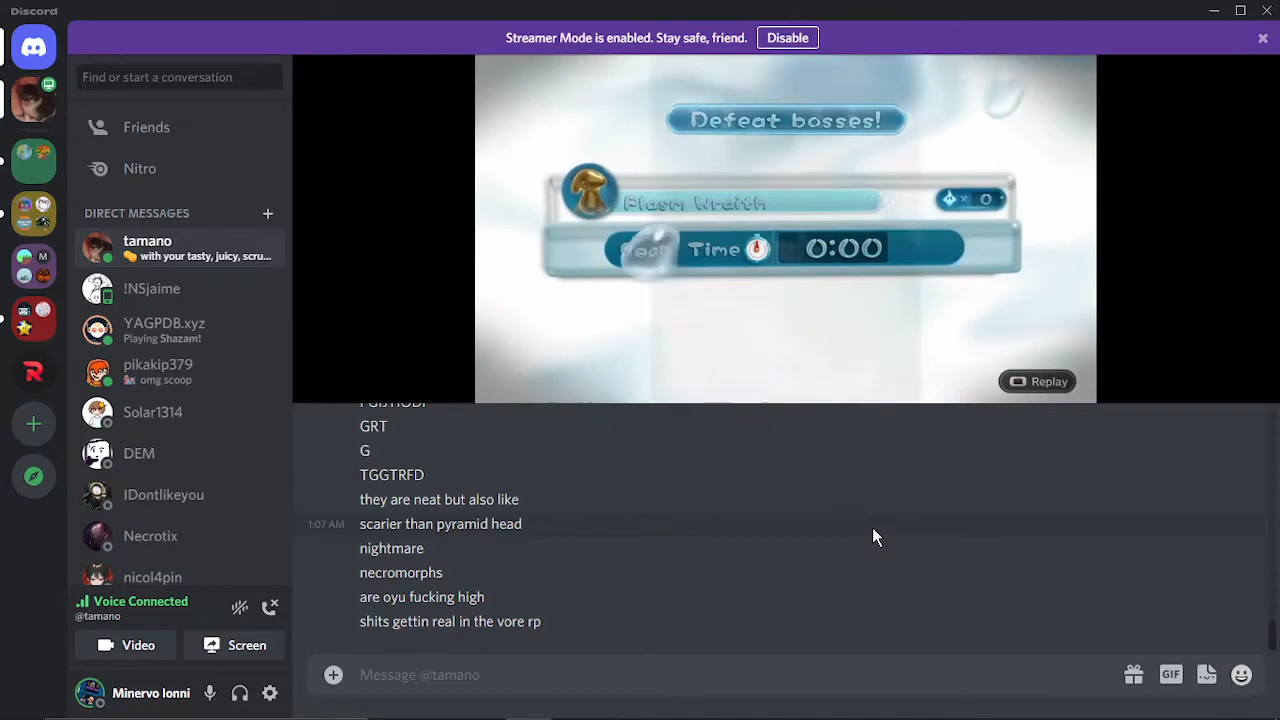 Discord
Streamer Mode is enabled. Stay safe, friend. Disable
Find or start a conversation
Friends
Nitro
DIRECT MESSAGES
tamano
with your tasty, juicy, scru...
!NSjaime
YAGPDB.xyz
Playing Shazam!
pikakip379
omg scoop
Solar1314
DEM
IDontlikeyou
Necrotix
nicol4pin
Voice Connected
@tamano
Video
Screen
Minervo Ionni
Defeat bosses!
Plasm Wraith
× 0
Time 0:00
Replay
GRT
G
TGGTRFD
they are neat but also like
1:07 AM scarier than pyramid head
nightmare
necromorphs
are oyu fucking high
shits gettin real in the vore rp
Message @tamano
GIF